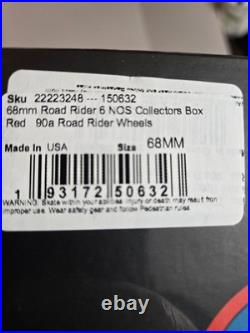 Sku 22223248 --- 150632
68mm Road Rider 6 NOS Collectors Box
Red 90a Road Rider Wheels
Made In USA Size 68MM
1 93172 50632
WARNING: Skate within your abilities. Injury or death may result from
improper use. Wear safety gear and follow Pedestrian rules.